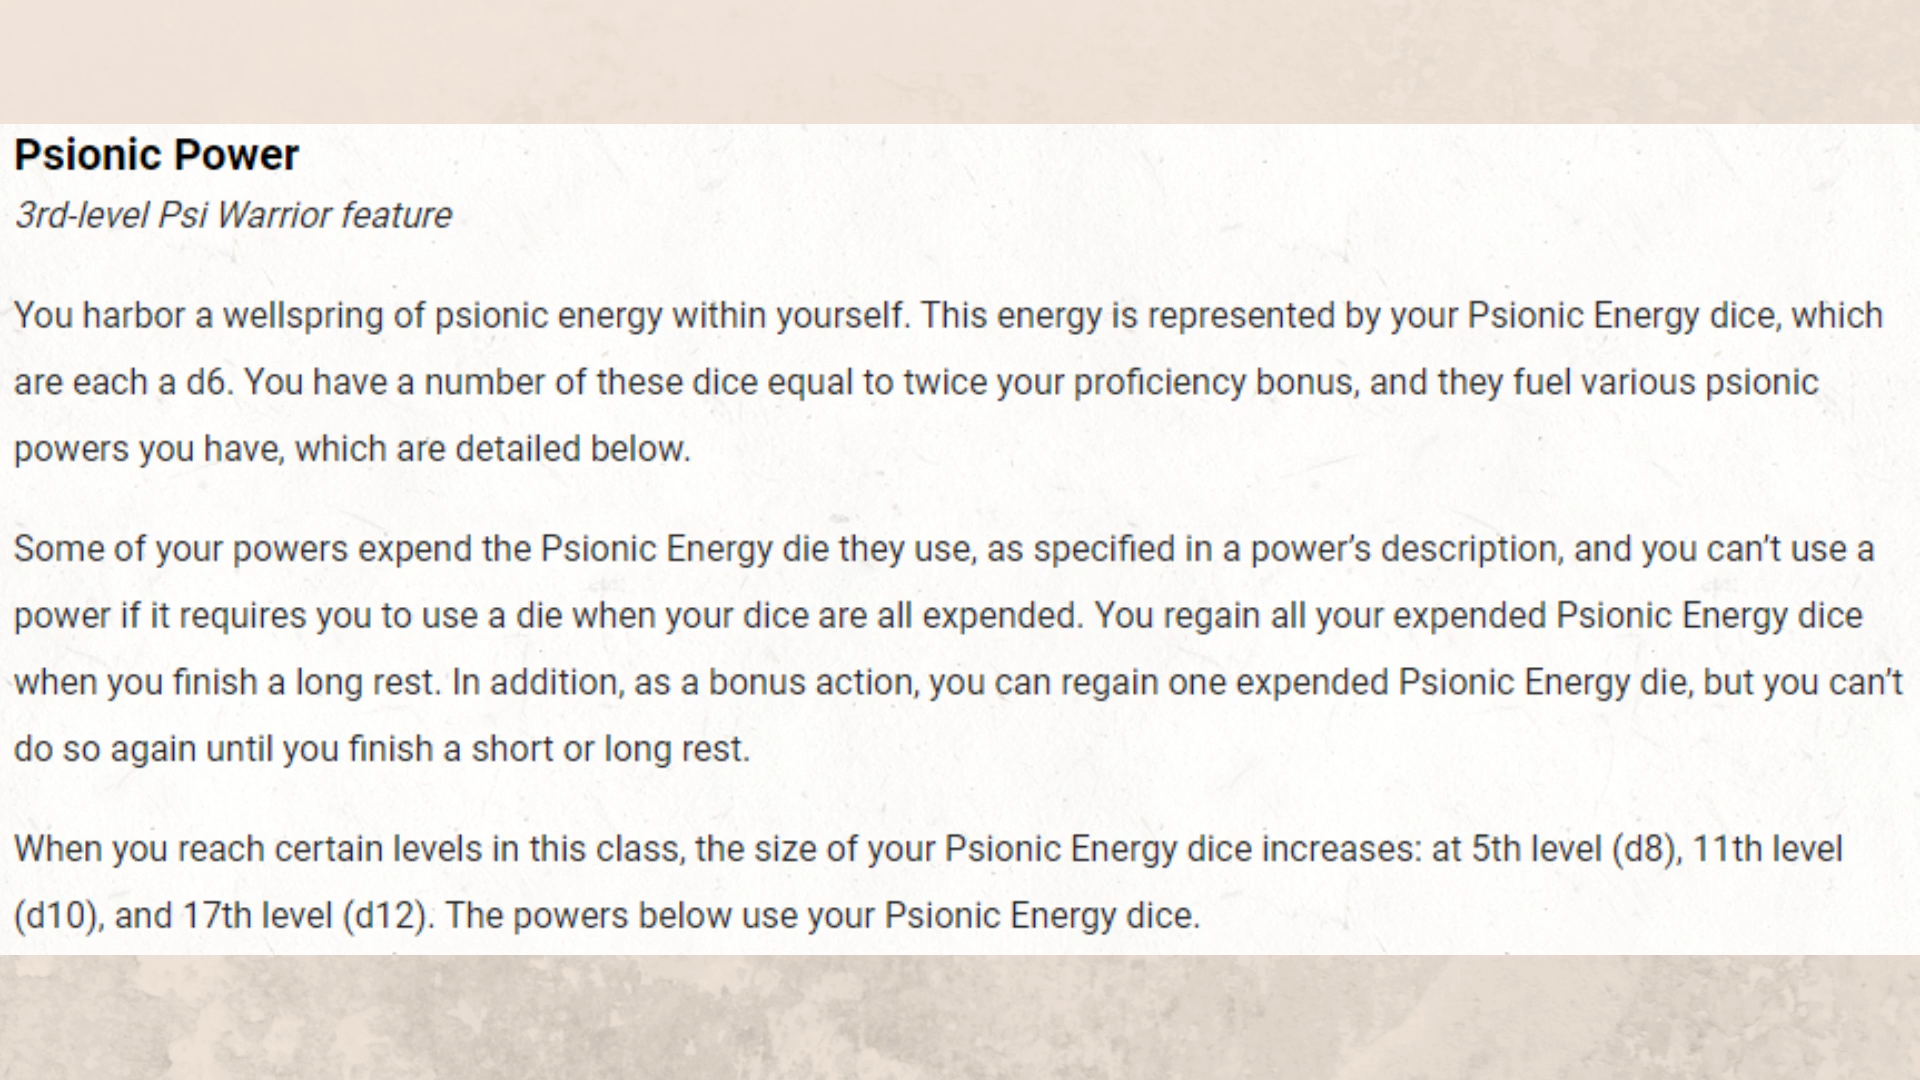 Psionic Power
3rd-level Psi Warrior feature
You harbor a wellspring of psionic energy within yourself. This energy is represented by your Psionic Energy dice, which
are each a d6. You have a number of these dice equal to twice your proficiency bonus, and they fuel various psionic
powers you have, which are detailed below.
Some of your powers expend the Psionic Energy die they use, as specified in a power’s description, and you can’t use a
power if it requires you to use a die when your dice are all expended. You regain all your expended Psionic Energy dice
when you finish a long rest. In addition, as a bonus action, you can regain one expended Psionic Energy die, but you can’t
do so again until you finish a short or long rest.
When you reach certain levels in this class, the size of your Psionic Energy dice increases: at 5th level (d8), 11th level
(d10), and 17th level (d12). The powers below use your Psionic Energy dice.